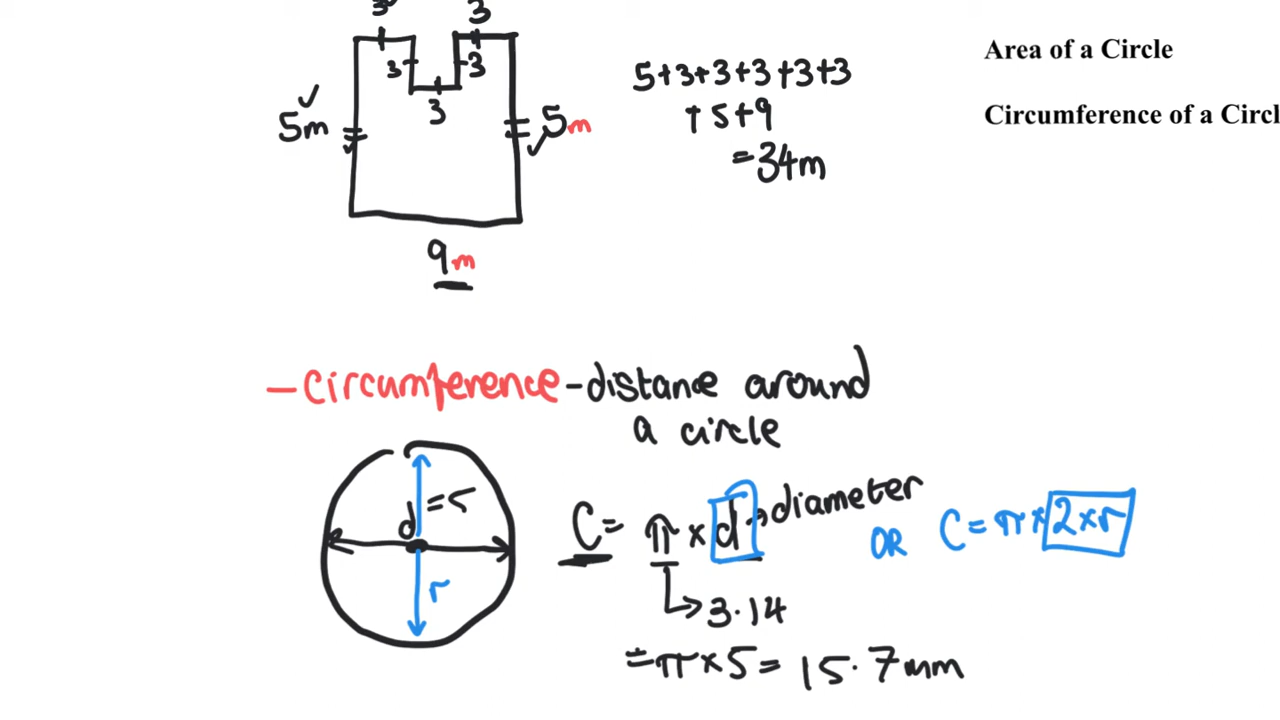 3
3
3
3
3
5m
5m
9m
5+3+3+3+3+3
+5+9
=34m
Area of a Circle
Circumference of a Circl
-Circumference-distance around
a circle
d=5
r
C=π×d→diameter
OR C=π×2×r
3.14
=π×5=15.7mm